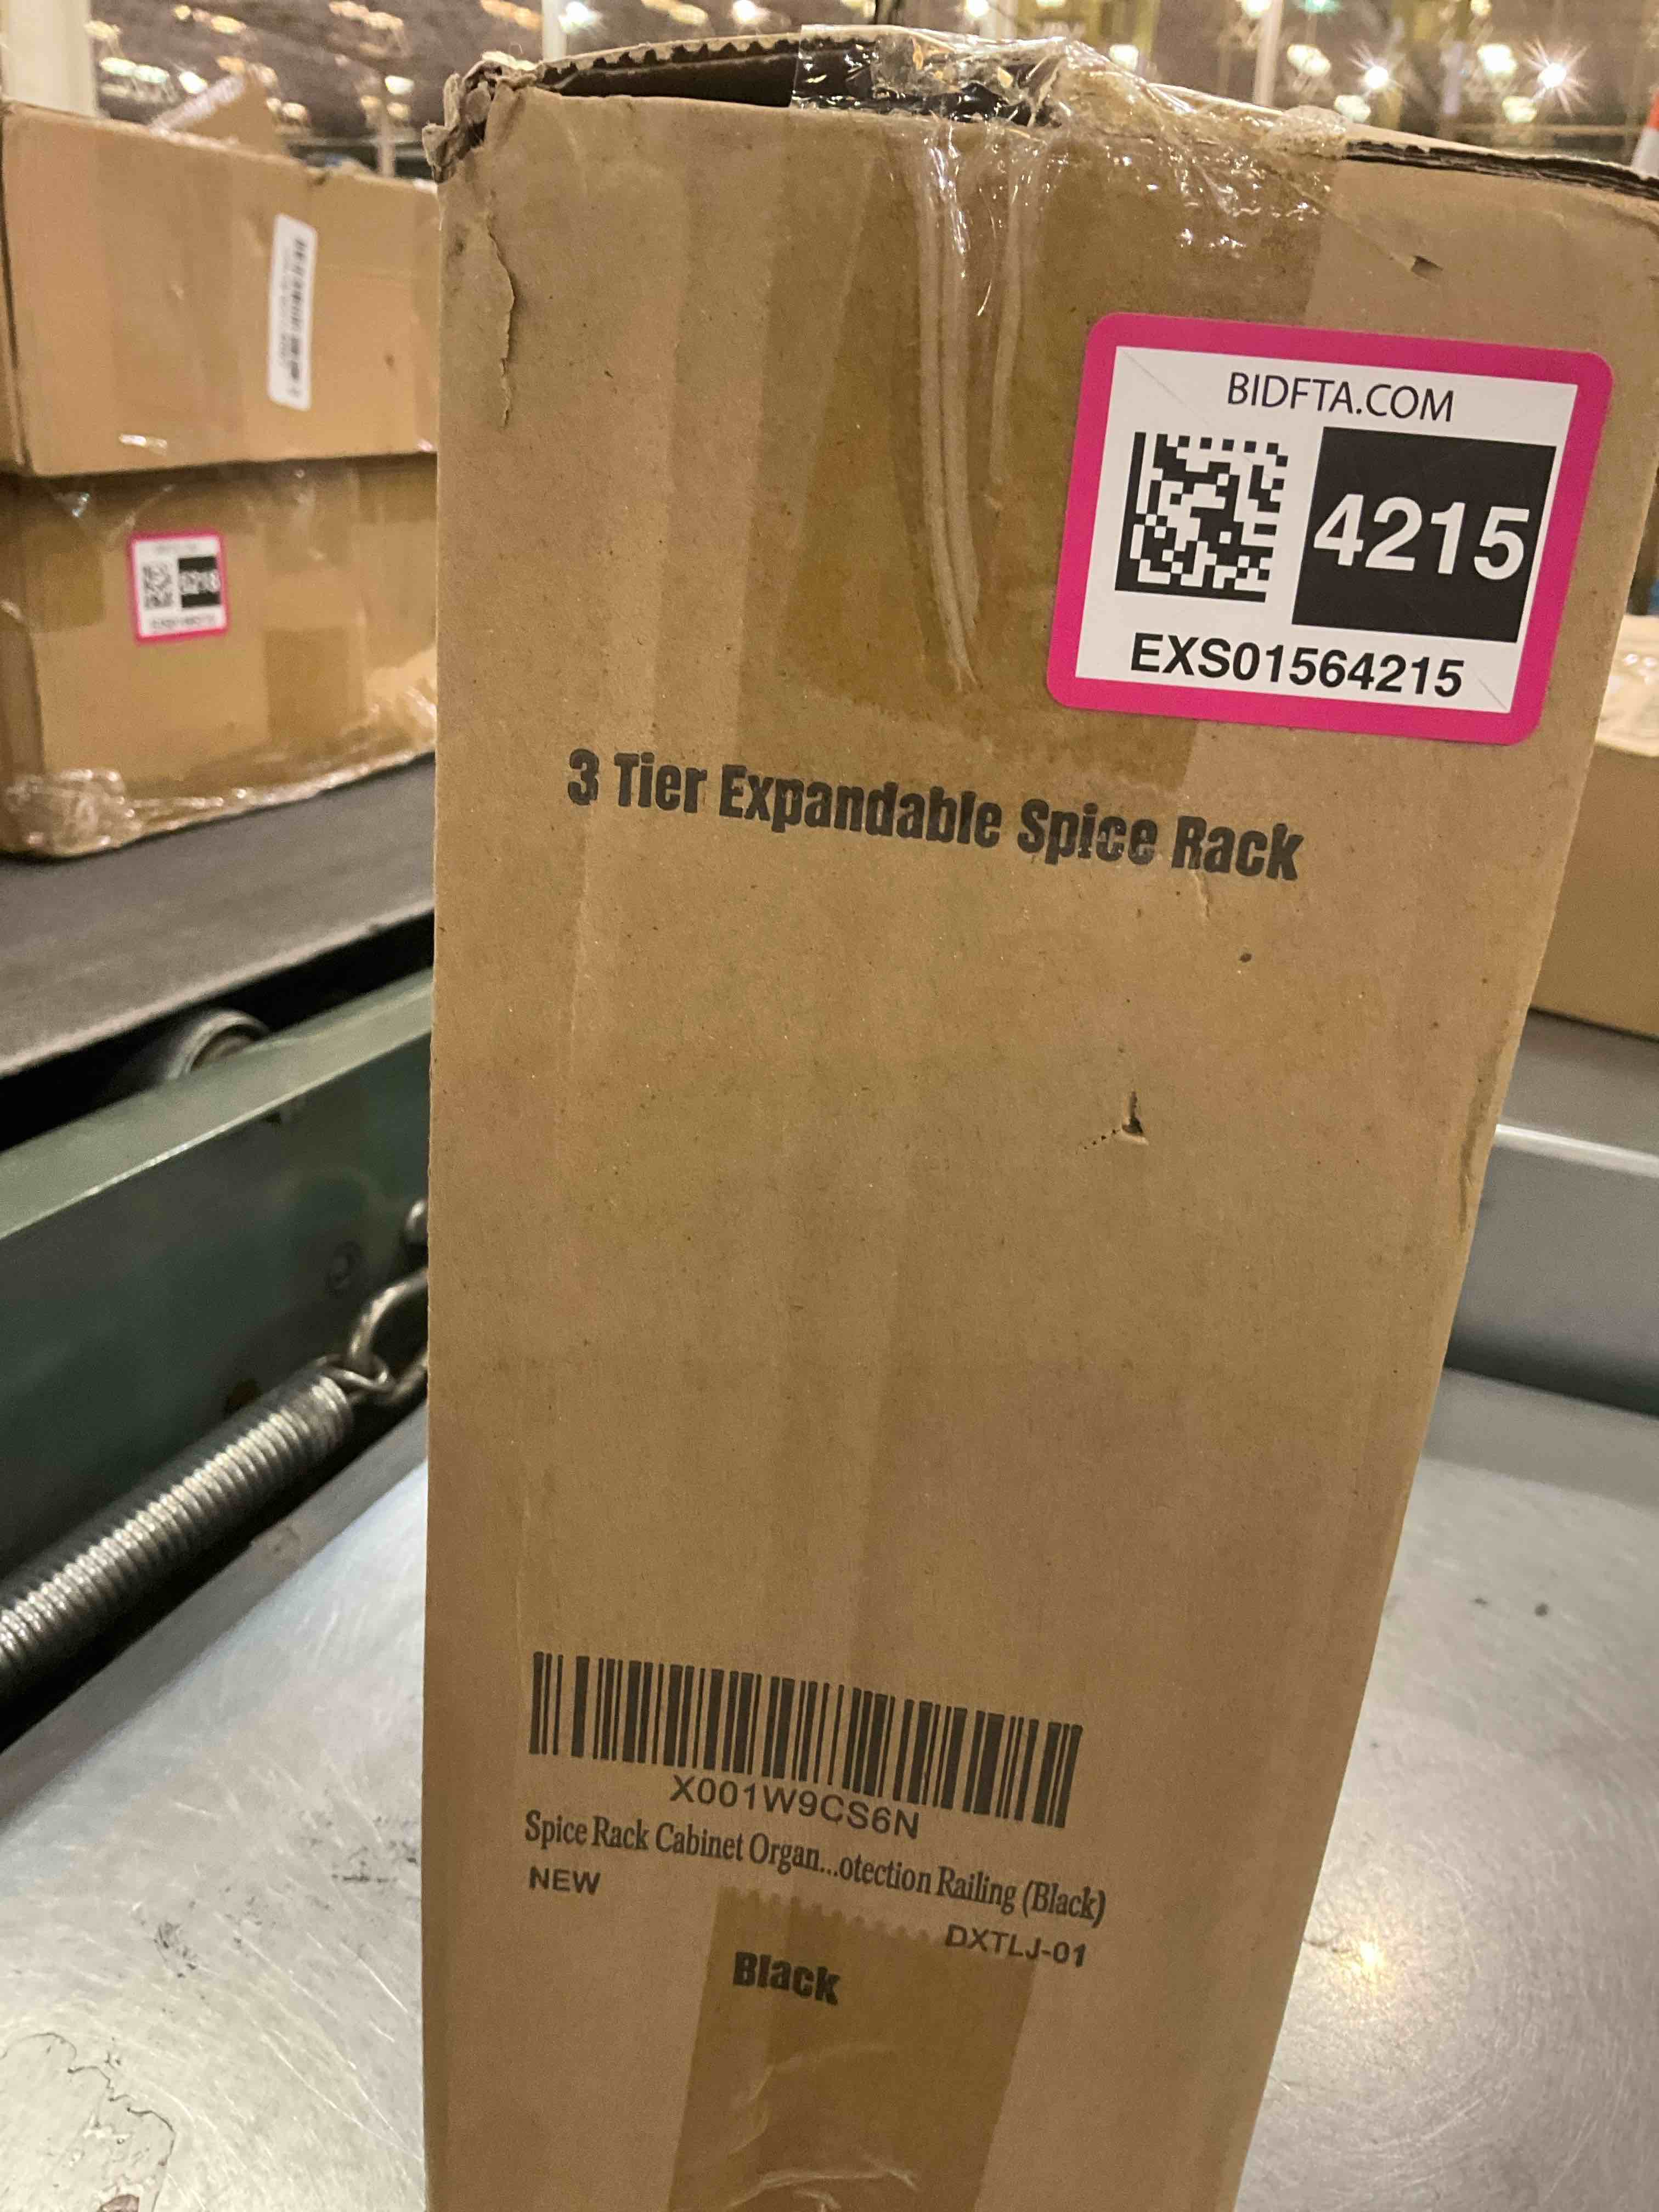 BIDFTA.COM
4215
EXS01564215
3 Tier Expandable Spice Rack
X001W9CS6N
Spice Rack Cabinet Organ...otection Railing (Black)
NEW
DXTLJ-01
Black